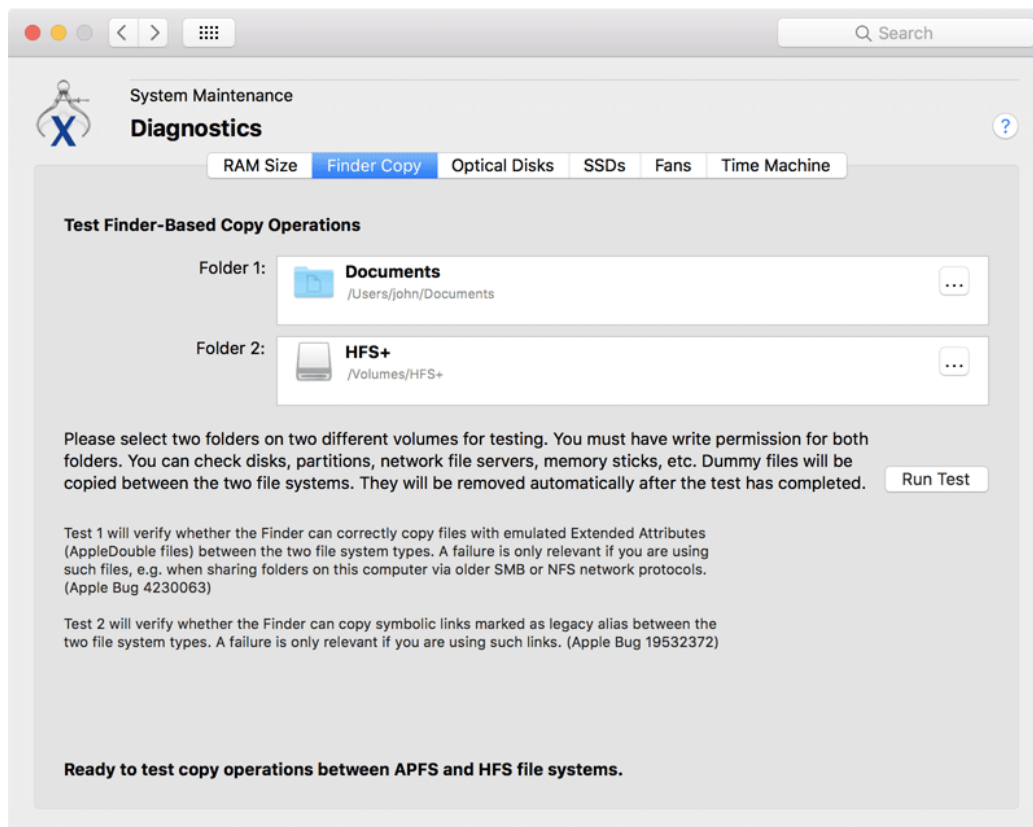 Search
System Maintenance
Diagnostics
?
RAM Size Finder Copy Optical Disks SSDs Fans Time Machine
Test Finder-Based Copy Operations
Folder 1:
Documents
/Users/john/Documents
...
Folder 2:
HFS+
/Volumes/HFS+
...
Please select two folders on two different volumes for testing. You must have write permission for both
folders. You can check disks, partitions, network file servers, memory sticks, etc. Dummy files will be
copied between the two file systems. They will be removed automatically after the test has completed.
Run Test
Test 1 will verify whether the Finder can correctly copy files with emulated Extended Attributes
(AppleDouble files) between the two file system types. A failure is only relevant if you are using
such files, e.g. when sharing folders on this computer via older SMB or NFS network protocols.
(Apple Bug 4230063)
Test 2 will verify whether the Finder can copy symbolic links marked as legacy alias between the
two file system types. A failure is only relevant if you are using such links. (Apple Bug 19532372)
Ready to test copy operations between APFS and HFS file systems.